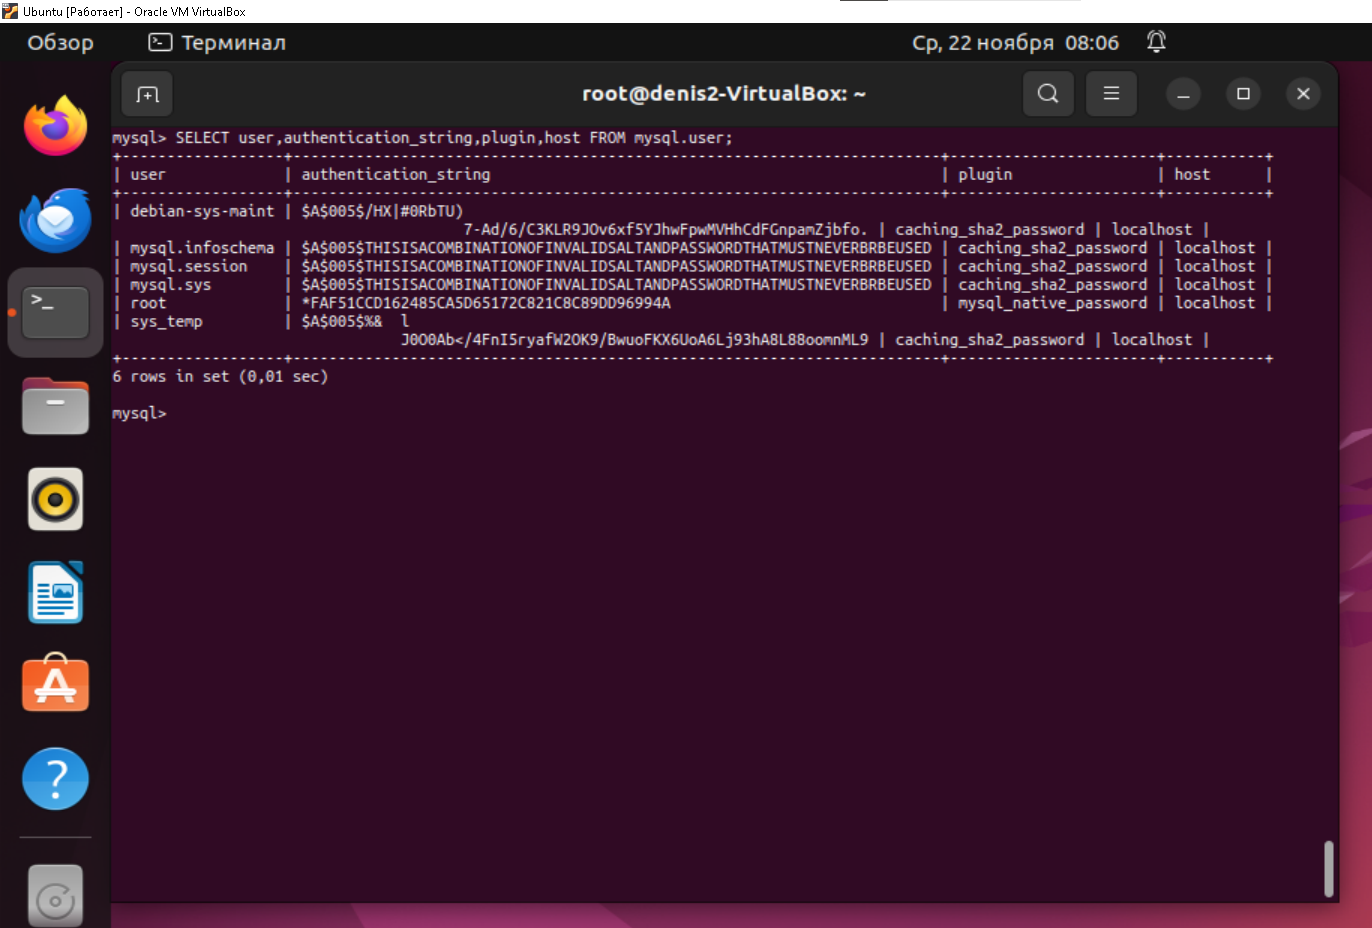 Ubuntu [Работает] - Oracle VM VirtualBox
Обзор Терминал Ср, 22 ноября 08:06
root@denis2-VirtualBox: ~
mysql> SELECT user,authentication_string,plugin,host FROM mysql.user;
+------------------+------------------------------------------------------------------------+-----------------------+-----------+
| user | authentication_string | plugin | host |
+------------------+------------------------------------------------------------------------+-----------------------+-----------+
| debian-sys-maint | $A$005$/HX|#0RbTU)
7-Ad/6/C3KLR9JOv6xf5YJhwFpwMVHhCdFGnpamZjbfo. | caching_sha2_password | localhost |
| mysql.infoschema | $A$005$THISISACOMBINATIONOFINVALIDSALTANDPASSWORDTHATMUSTNEVERBRBEUSED | caching_sha2_password | localhost |
| mysql.session | $A$005$THISISACOMBINATIONOFINVALIDSALTANDPASSWORDTHATMUSTNEVERBRBEUSED | caching_sha2_password | localhost |
| mysql.sys | $A$005$THISISACOMBINATIONOFINVALIDSALTANDPASSWORDTHATMUSTNEVERBRBEUSED | caching_sha2_password | localhost |
| root | *FAF51CCD162485CA5D65172C821C8C89DD96994A | mysql_native_password | localhost |
| sys_temp | $A$005$%& l
J0O0Ab</4FnI5ryafW2OK9/BwuoFKX6UoA6Lj93hA8L88oomnML9 | caching_sha2_password | localhost |
+------------------+------------------------------------------------------------------------+-----------------------+-----------+
6 rows in set (0,01 sec)
mysql>